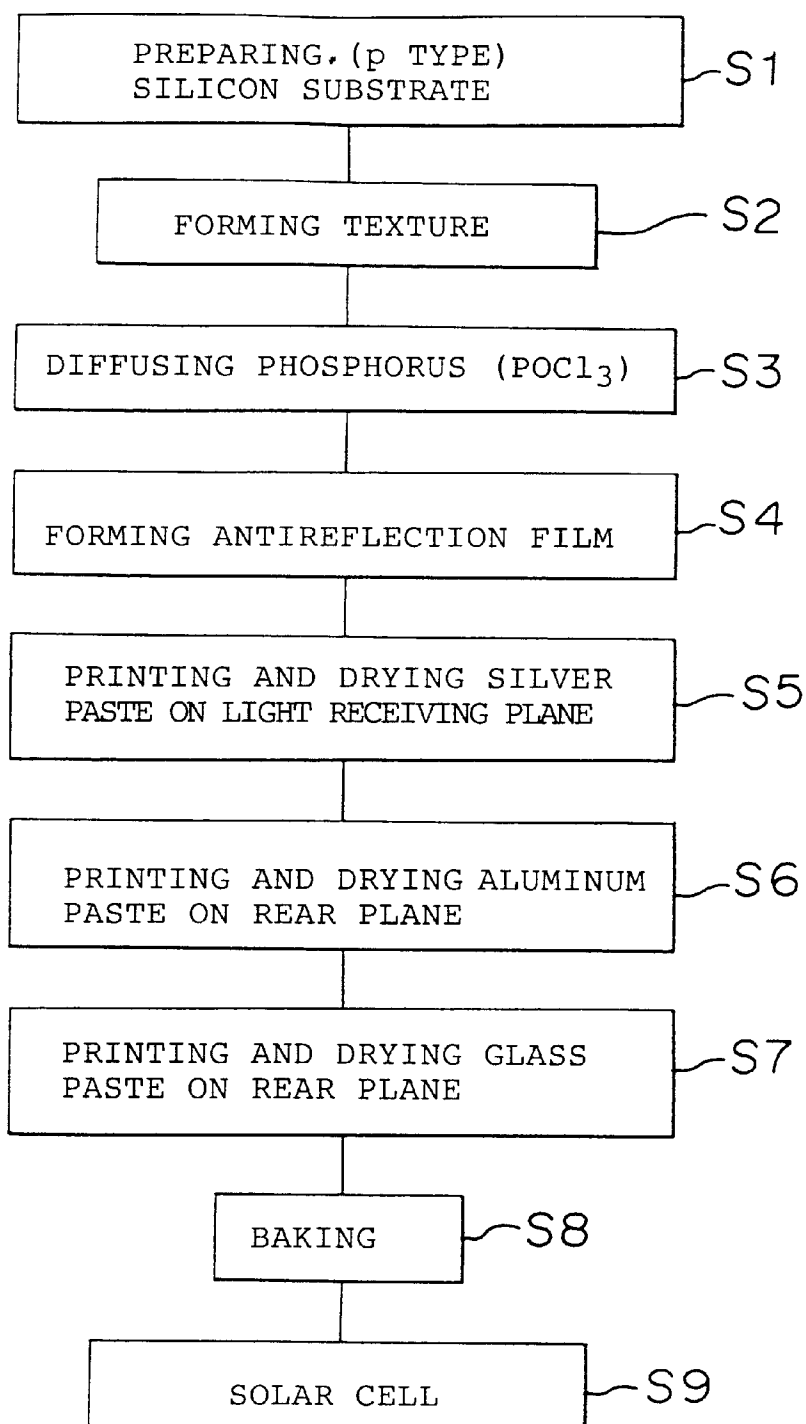 PREPARING. (p TYPE)
SILICON SUBSTRATE
S1
FORMING TEXTURE
S2
DIFFUSING PHOSPHORUS (POCl₃)
S3
FORMING ANTIREFLECTION FILM
S4
PRINTING AND DRYING SILVER
PASTE ON LIGHT RECEIVING PLANE
S5
PRINTING AND DRYING ALUMINUM
PASTE ON REAR PLANE
S6
PRINTING AND DRYING GLASS
PASTE ON REAR PLANE
S7
BAKING
S8
SOLAR CELL
S9